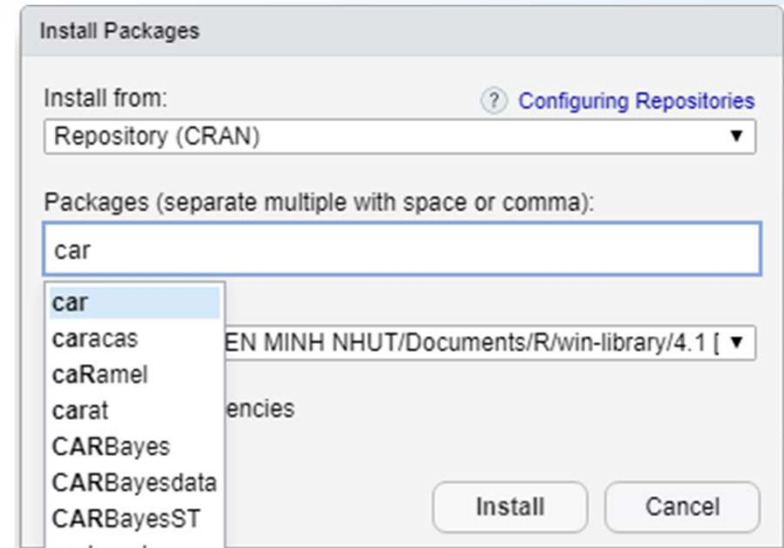 Install Packages
Install from:
? Configuring Repositories
Repository (CRAN)
Packages (separate multiple with space or comma):
car
car
caracas
EN MINH NHUT/Documents/R/win-library/4.1 [
caRamel
carat
encies
CARBayes
CARBayesdata
CARBayesST
Install
Cancel